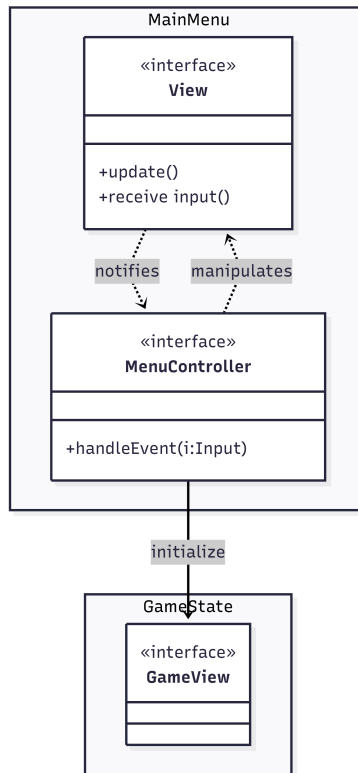 MainMenu
«interface»
View
+update()
+receive input()
notifies
manipulates
«interface»
MenuController
+handleEvent(i:Input)
initialize
GameState
«interface»
GameView